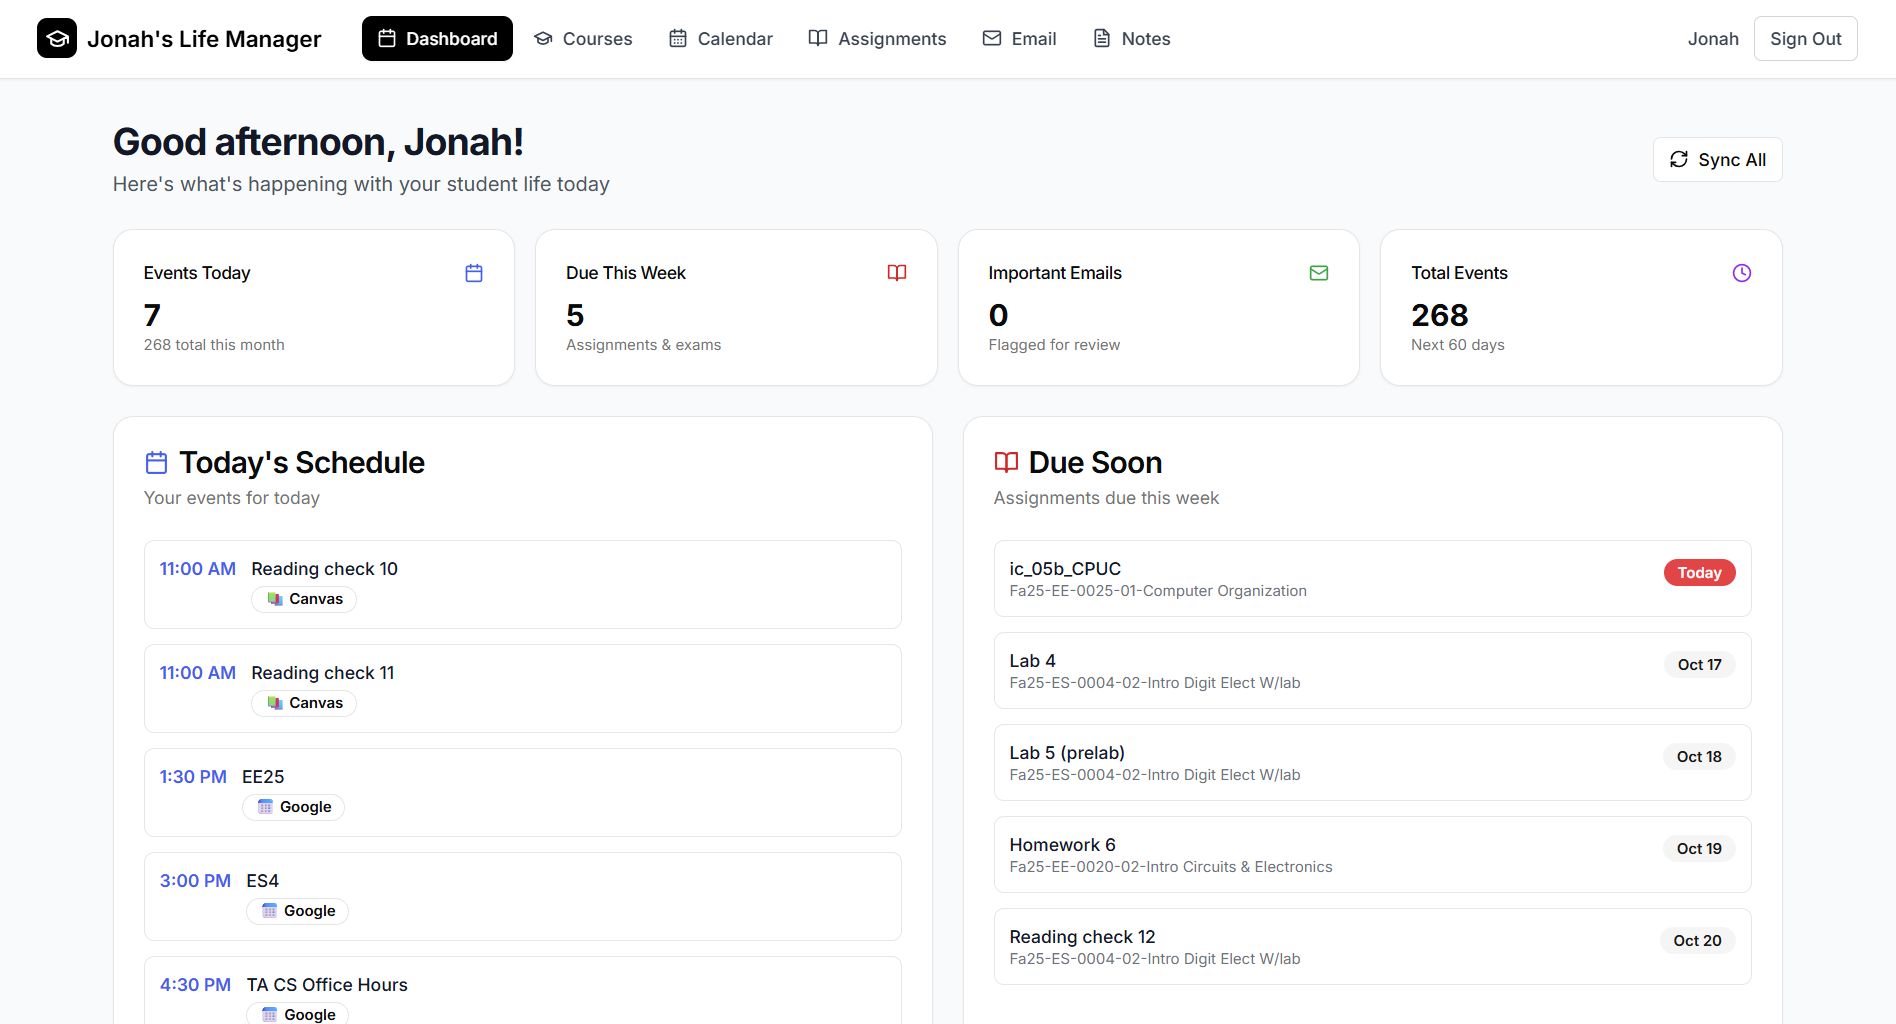 Jonah's Life Manager
Dashboard
Courses
Calendar
Assignments
Email
Notes
Jonah
Sign Out
Good afternoon, Jonah!
Here's what's happening with your student life today
Sync All
Events Today
7
268 total this month
Due This Week
5
Assignments & exams
Important Emails
0
Flagged for review
Total Events
268
Next 60 days
Today's Schedule
Your events for today
11:00 AM Reading check 10
Canvas
11:00 AM Reading check 11
Canvas
1:30 PM EE25
Google
3:00 PM ES4
Google
4:30 PM TA CS Office Hours
Google
Due Soon
Assignments due this week
ic_05b_CPUC
Today
Fa25-EE-0025-01-Computer Organization
Lab 4
Oct 17
Fa25-ES-0004-02-Intro Digit Elect W/lab
Lab 5 (prelab)
Oct 18
Fa25-ES-0004-02-Intro Digit Elect W/lab
Homework 6
Oct 19
Fa25-EE-0020-02-Intro Circuits & Electronics
Reading check 12
Oct 20
Fa25-ES-0004-02-Intro Digit Elect W/lab